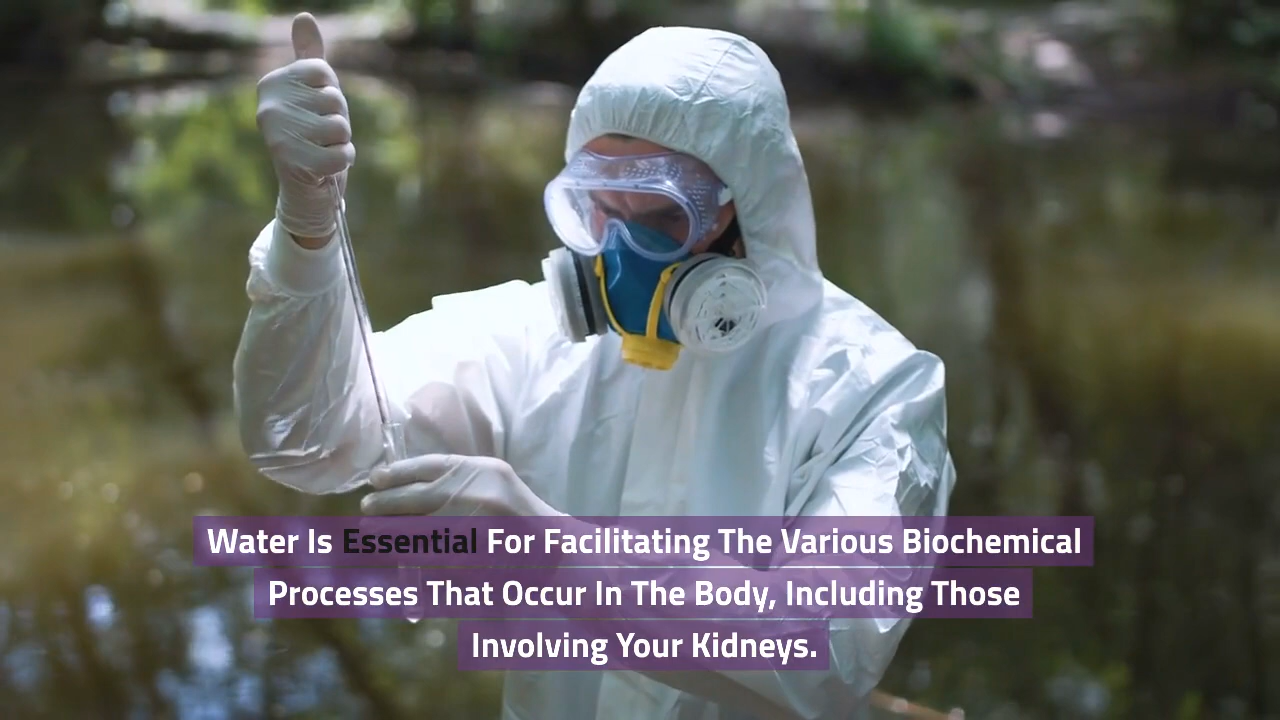 Water Is Essential For Facilitating The Various Biochemical
Processes That Occur In The Body, Including Those
Involving Your Kidneys.